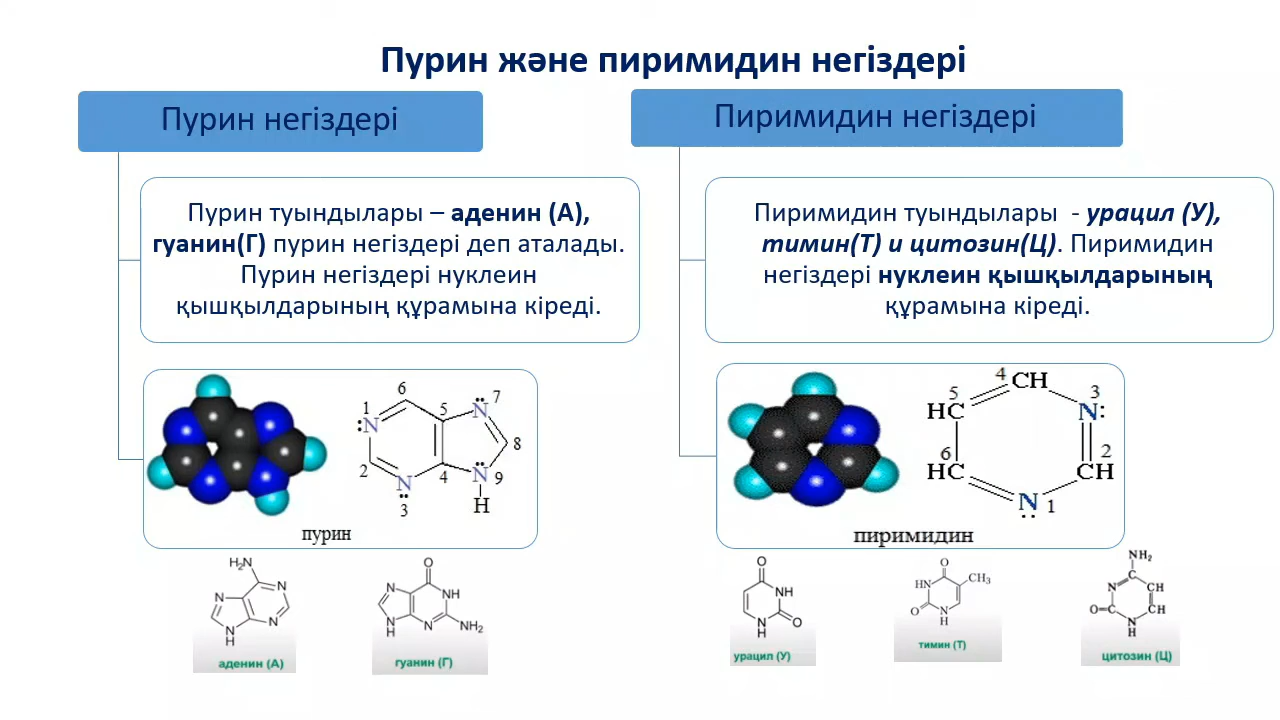 Пурин және пиримидин негіздері
Пурин негіздері
Пурин туындылары – аденин (А),
гуанин(Г) пурин негіздері деп аталады.
Пурин негіздері нуклеин
қышқылдарының құрамына кіреді.
1
2
3
4
5
6
7
8
9
N
N
N
N
H
пурин
H₂N
N
N
N
N
H
аденин (А)
O
N
NH
N
H
N
NH₂
гуанин (Г)
Пиримидин негіздері
Пиримидин туындылары - урацил (У),
тимин(Т) и цитозин(Ц). Пиримидин
негіздері нуклеин қышқылдарының
құрамына кіреді.
4
CH
5
HC
3
N:
6
HC
2
CH
N
1
пиримидин
O
NH
N
H
O
урацил (У)
O
HN
CH₃
O
N
H
тимин (Т)
NH₂
N
CH
O
C
CH
N
H
цитозин (Ц)